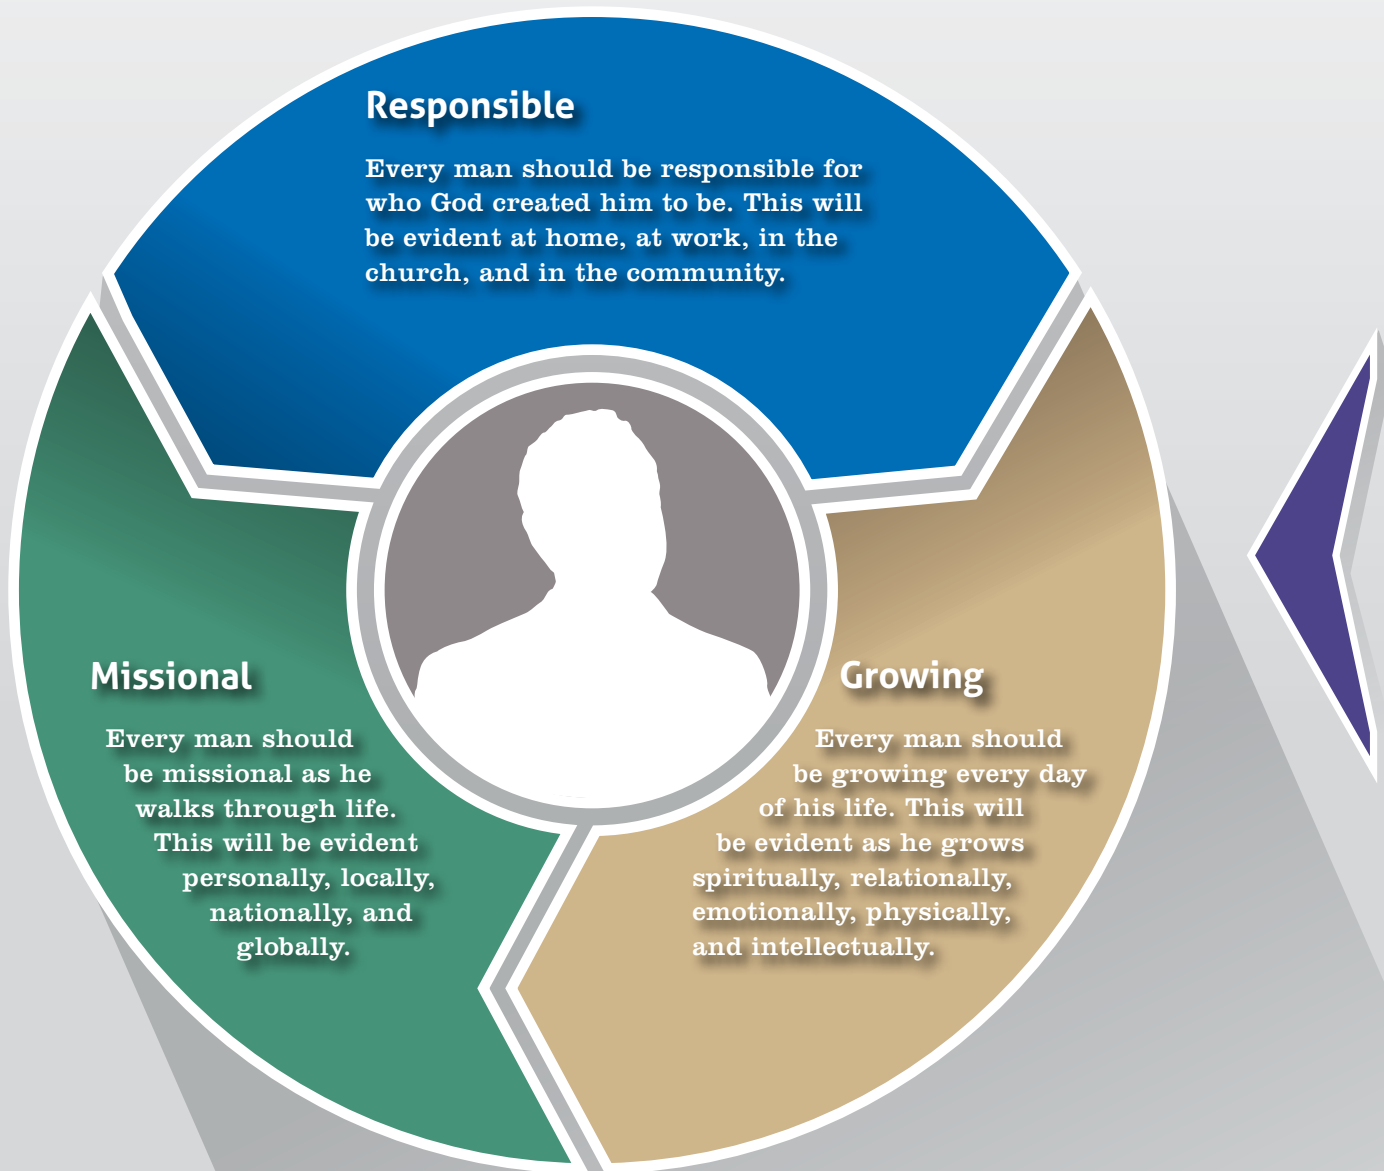 Responsible
Every man should be responsible for
who God created him to be. This will
be evident at home, at work, in the
church, and in the community.
Missional
Every man should
be missional as he
walks through life.
This will be evident
personally, locally,
nationally, and
globally.
Growing
Every man should
be growing every day
of his life. This will
be evident as he grows
spiritually, relationally,
emotionally, physically,
and intellectually.